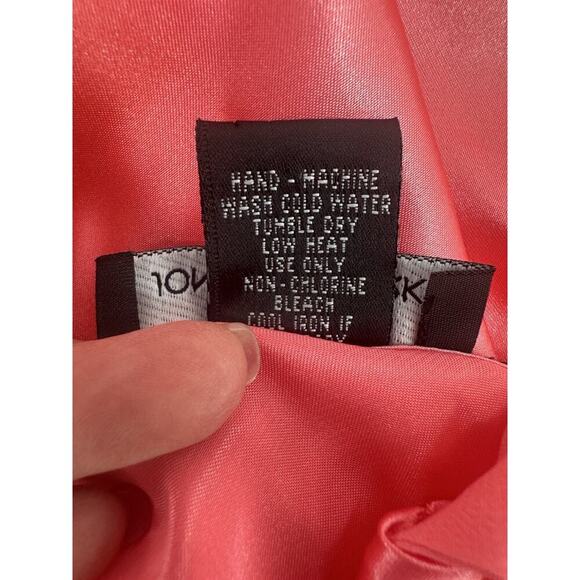 HAND - MACHINE
WASH COLD WATER
TUMBLE DRY
LOW HEAT
USE ONLY
NON-CHLORINE
BLEACH
COOL IRON IF